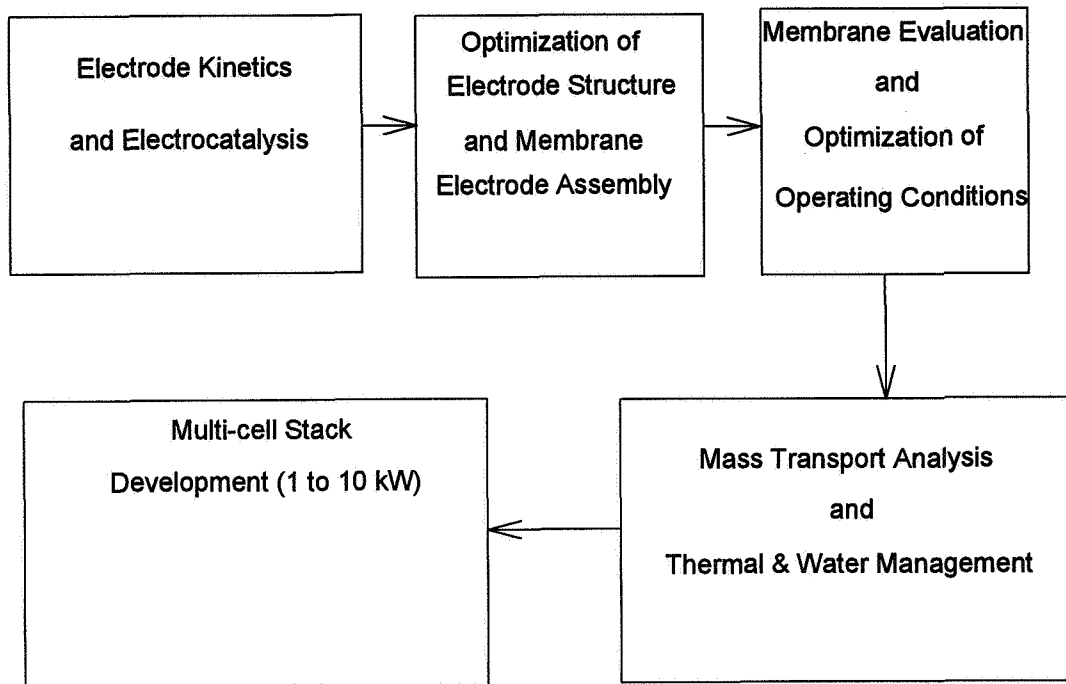 Electrode Kinetics
and Electrocatalysis
Optimization of
Electrode Structure
and Membrane
Electrode Assembly
Membrane Evaluation
and
Optimization of
Operating Conditions
Mass Transport Analysis
and
Thermal & Water Management
Multi-cell Stack
Development (1 to 10 kW)